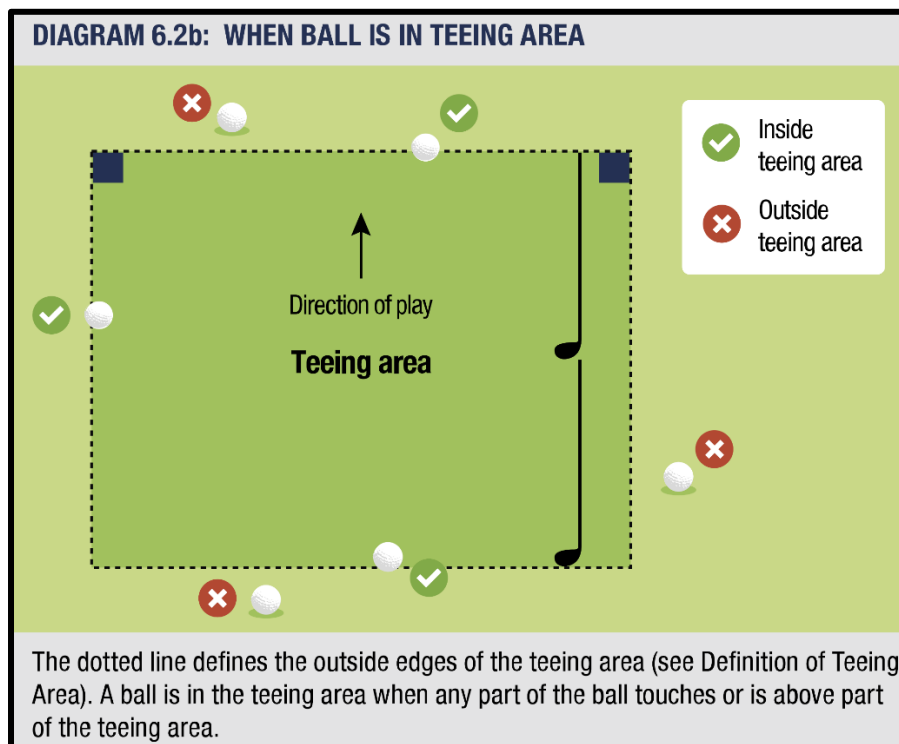 DIAGRAM 6.2b: WHEN BALL IS IN TEEING AREA
Inside
teeing area
Outside
teeing area
Direction of play
Teeing area
The dotted line defines the outside edges of the teeing area (see Definition of Teeing
Area). A ball is in the teeing area when any part of the ball touches or is above part
of the teeing area.